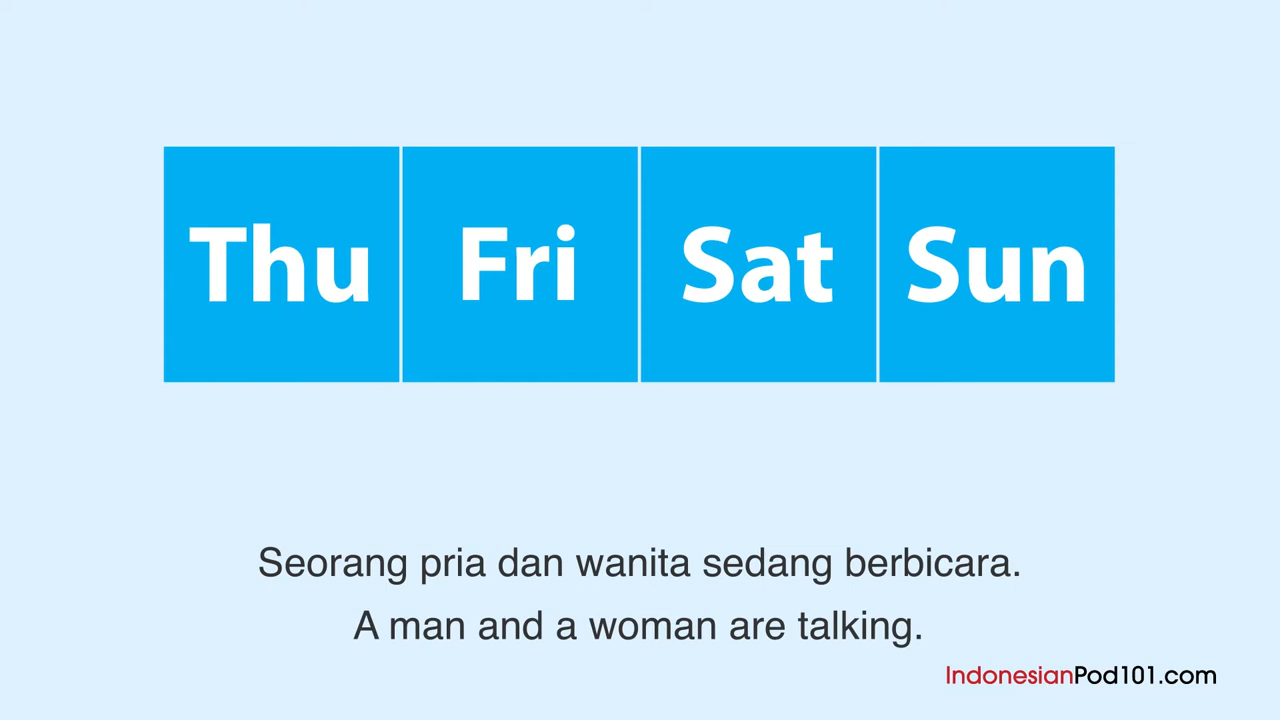 Thu Fri Sat Sun
Seorang pria dan wanita sedang berbicara.
A man and a woman are talking.
IndonesianPod101.com